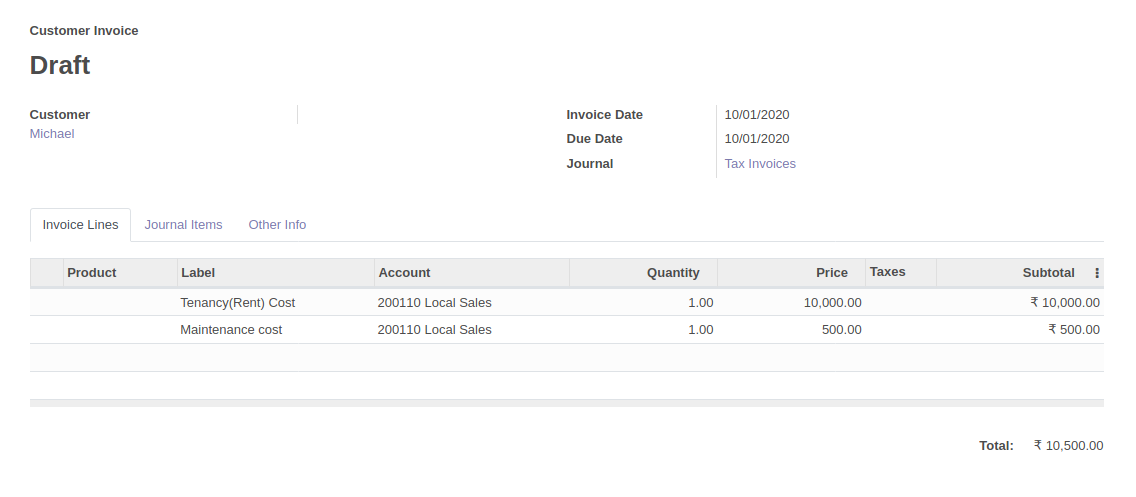 Customer Invoice
Draft
Customer
Michael
Invoice Date 10/01/2020
Due Date 10/01/2020
Journal Tax Invoices
Invoice Lines Journal Items Other Info
Product Label Account Quantity Price Taxes Subtotal
Tenancy(Rent) Cost 200110 Local Sales 1.00 10,000.00 ₹ 10,000.00
Maintenance cost 200110 Local Sales 1.00 500.00 ₹ 500.00
Total: ₹ 10,500.00